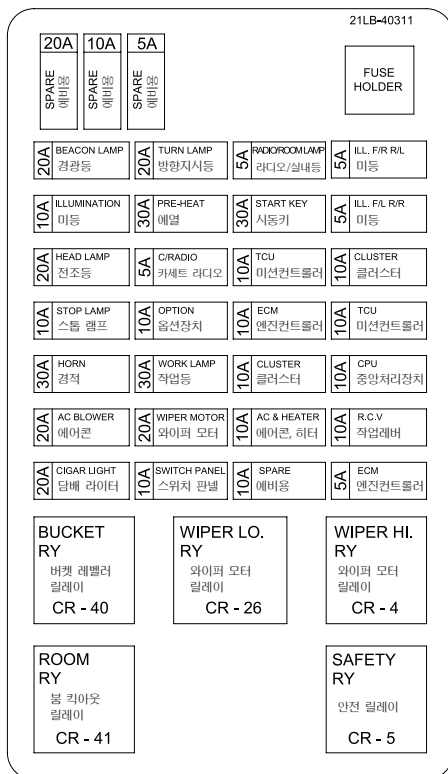 21LB-40311
20A 10A 5A
SPARE 예비용 SPARE 예비용 SPARE 예비용
FUSE
HOLDER
20A BEACON LAMP 20A TURN LAMP 5A RADIO/ROOM LAMP 5A ILL. F/R R/L
경광등 방향지시등 라디오/실내등 미등
10A ILLUMINATION 30A PRE-HEAT 30A START KEY 5A ILL. F/L R/R
미등 예열 시동키 미등
20A HEAD LAMP 5A C/RADIO 10A TCU 10A CLUSTER
전조등 카세트 라디오 미션컨트롤러 클러스터
10A STOP LAMP 10A OPTION 10A ECM 10A TCU
스톱 램프 옵션장치 엔진컨트롤러 미션컨트롤러
30A HORN 30A WORK LAMP 10A CLUSTER 10A CPU
경적 작업등 클러스터 중앙처리장치
20A AC BLOWER 20A WIPER MOTOR 10A AC & HEATER 10A R.C.V
에어콘 와이퍼 모터 에어콘, 히터 작업레버
20A CIGAR LIGHT 10A SWITCH PANEL 10A SPARE 5A ECM
담배 라이터 스위치 판넬 예비용 엔진컨트롤러
BUCKET
RY
버켓 레벨러
릴레이
CR - 40
WIPER LO.
RY
와이퍼 모터
릴레이
CR - 26
WIPER HI.
RY
와이퍼 모터
릴레이
CR - 4
ROOM
RY
붐 킥아웃
릴레이
CR - 41
SAFETY
RY
안전 릴레이
CR - 5